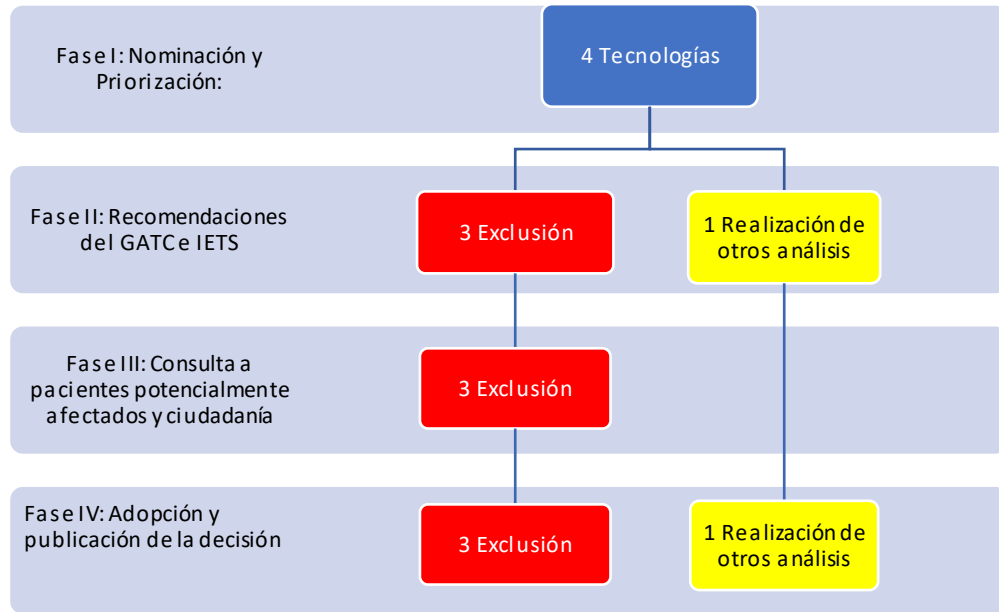 Fase I: Nominación y
Priorización:
4 Tecnologías
Fase II: Recomendaciones
del GATC e IETS
3 Exclusión
1 Realización de
otros análisis
Fase III: Consulta a
pacientes potencialmente
afectados y ciudadanía
3 Exclusión
Fase IV: Adopción y
publicación de la decisión
3 Exclusión
1 Realización de
otros análisis